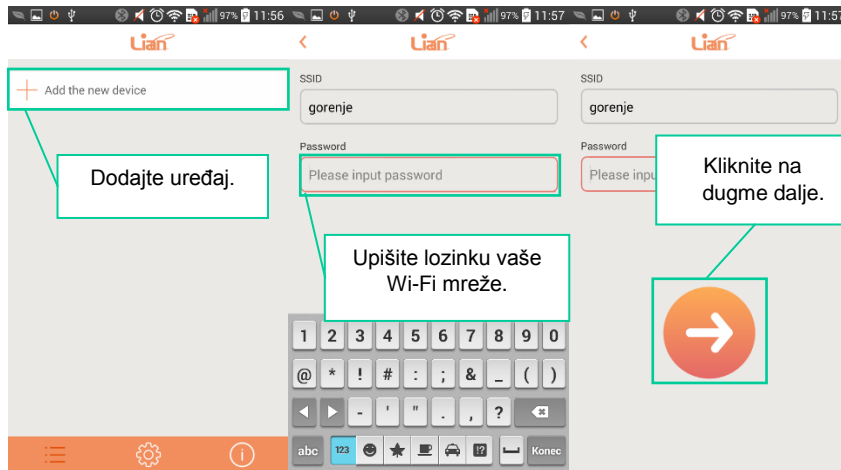 97% 11:56
Lian
Add the new device
Dodajte uređaj.
97% 11:57
Lian
SSID
gorenje
Password
Please input password
Upišite lozinku vaše
Wi-Fi mreže.
1 2 3 4 5 6 7 8 9 0
@ * ! # : ; & _ ( )
- ' " . , ?
abc 123 !? Konec
97% 11:57
Lian
SSID
gorenje
Password
Please inpu
Kliknite na
dugme dalje.